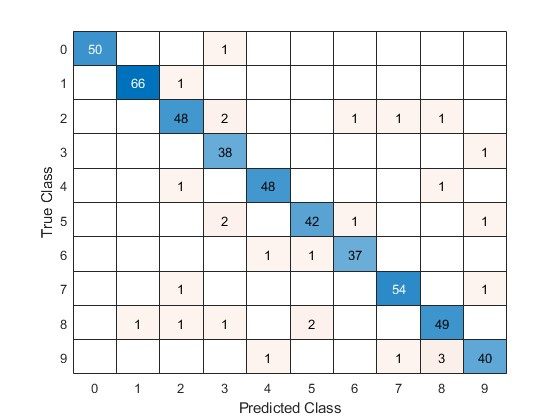 0 50 1
1 66 1
2 48 2 1 1 1
3 38 1
4 1 48 1
5 2 42 1 1
6 1 1 37
7 1 54 1
8 1 1 1 2 49
9 1 1 3 40
0 1 2 3 4 5 6 7 8 9
Predicted Class
True Class